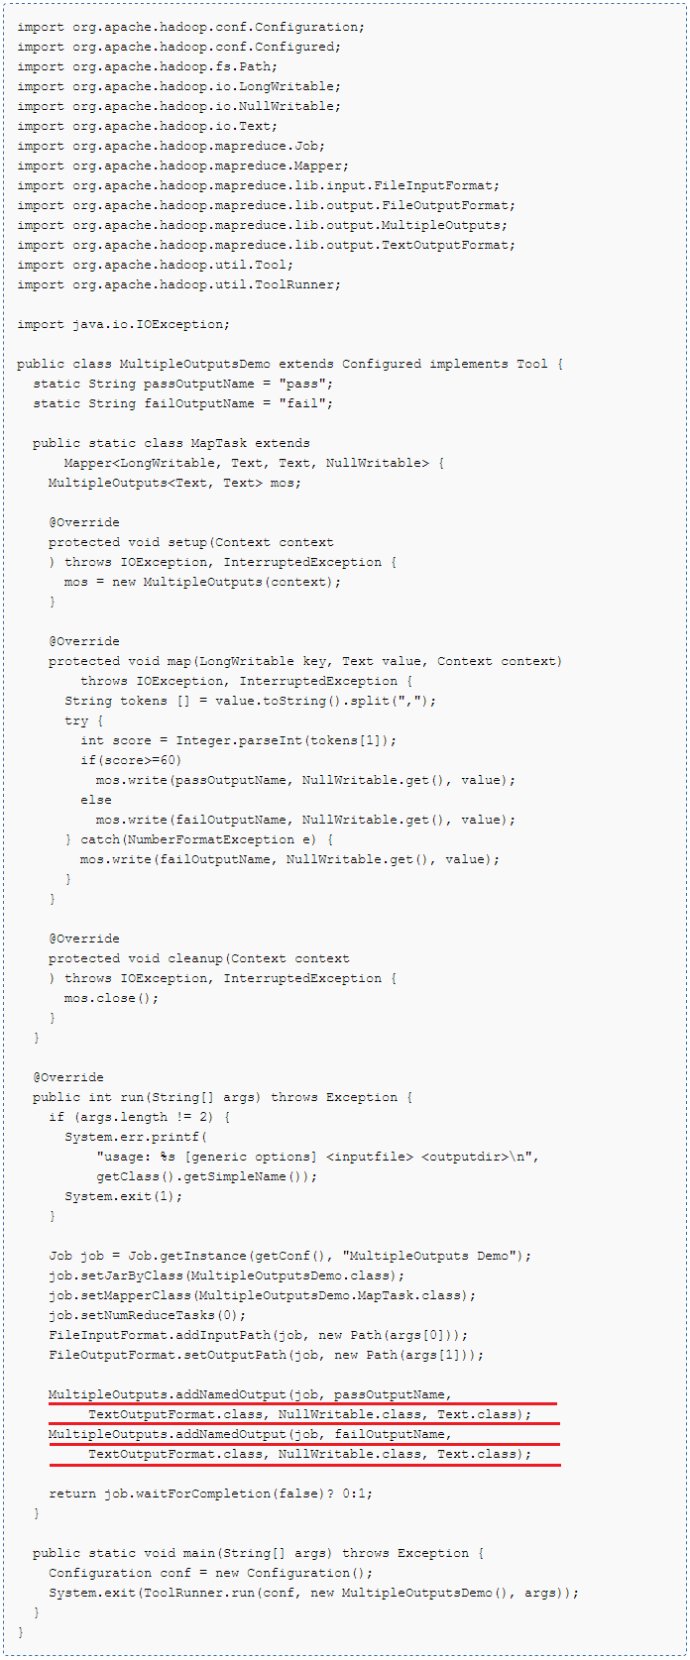 import org.apache.hadoop.conf.Configuration;
import org.apache.hadoop.conf.Configured;
import org.apache.hadoop.fs.Path;
import org.apache.hadoop.io.LongWritable;
import org.apache.hadoop.io.NullWritable;
import org.apache.hadoop.io.Text;
import org.apache.hadoop.mapreduce.Job;
import org.apache.hadoop.mapreduce.Mapper;
import org.apache.hadoop.mapreduce.lib.input.FileInputFormat;
import org.apache.hadoop.mapreduce.lib.output.FileOutputFormat;
import org.apache.hadoop.mapreduce.lib.output.MultipleOutputs;
import org.apache.hadoop.mapreduce.lib.output.TextOutputFormat;
import org.apache.hadoop.util.Tool;
import org.apache.hadoop.util.ToolRunner;

import java.io.IOException;

public class MultipleOutputsDemo extends Configured implements Tool {
  static String passOutputName = "pass";
  static String failOutputName = "fail";

  public static class MapTask extends
      Mapper<LongWritable, Text, Text, NullWritable> {
    MultipleOutputs<Text, Text> mos;

    @Override
    protected void setup(Context context
    ) throws IOException, InterruptedException {
      mos = new MultipleOutputs(context);
    }

    @Override
    protected void map(LongWritable key, Text value, Context context)
        throws IOException, InterruptedException {
      String tokens [] = value.toString().split(",");
      try {
        int score = Integer.parseInt(tokens[1]);
        if(score>=60)
          mos.write(passOutputName, NullWritable.get(), value);
        else
          mos.write(failOutputName, NullWritable.get(), value);
      } catch(NumberFormatException e) {
        mos.write(failOutputName, NullWritable.get(), value);
      }
    }

    @Override
    protected void cleanup(Context context
    ) throws IOException, InterruptedException {
      mos.close();
    }
  }

  @Override
  public int run(String[] args) throws Exception {
    if (args.length != 2) {
      System.err.printf(
          "usage: %s [generic options] <inputfile> <outputdir>\n",
          getClass().getSimpleName());
      System.exit(1);
    }

    Job job = Job.getInstance(getConf(), "MultipleOutputs Demo");
    job.setJarByClass(MultipleOutputsDemo.class);
    job.setMapperClass(MultipleOutputsDemo.MapTask.class);
    job.setNumReduceTasks(0);
    FileInputFormat.addInputPath(job, new Path(args[0]));
    FileOutputFormat.setOutputPath(job, new Path(args[1]));

    MultipleOutputs.addNamedOutput(job, passOutputName,
         TextOutputFormat.class, NullWritable.class, Text.class);
    MultipleOutputs.addNamedOutput(job, failOutputName,
         TextOutputFormat.class, NullWritable.class, Text.class);

    return job.waitForCompletion(false)? 0:1;
  }

  public static void main(String[] args) throws Exception {
    Configuration conf = new Configuration();
    System.exit(ToolRunner.run(conf, new MultipleOutputsDemo(), args));
  }
}